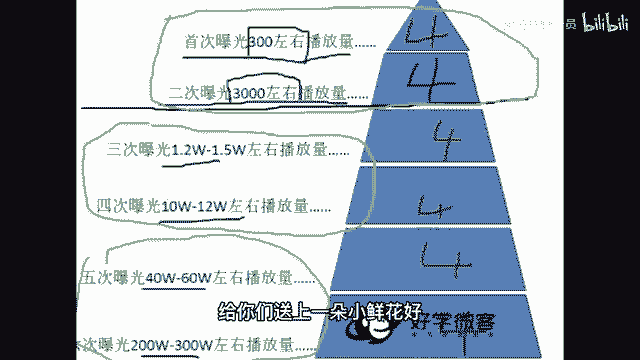 员 bilibili
首次曝光300左右播放量……
4
二次曝光3000左右播放量……
4
三次曝光1.2W-1.5W左右播放量……
4
四次曝光10W-12W左右播放量……
4
五次曝光40W-60W左右播放量……
4
给你们送上一朵小鲜花好
次曝光200W-300W左右播放量……